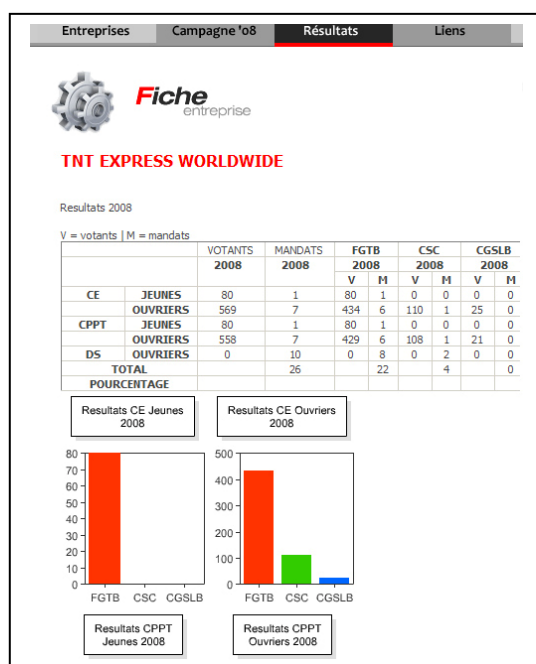 Entreprises Campagne '08 Résultats Liens
Fiche
entreprise
TNT EXPRESS WORLDWIDE
Resultats 2008
V = votants | M = mandats
VOTANTS MANDATS FGTB CSC CGSLB
2008 2008 2008 2008 2008
V M V M V M
CE JEUNES 80 1 80 1 0 0 0 0
OUVRIERS 569 7 434 6 110 1 25 0
CPPT JEUNES 80 1 80 1 0 0 0 0
OUVRIERS 558 7 429 6 108 1 21 0
DS OUVRIERS 0 10 0 8 0 2 0 0
TOTAL 26 22 4 0
POURCENTAGE
Resultats CE Jeunes
2008
Resultats CE Ouvriers
2008
80
70
60
50
40
30
20
10
0
FGTB CSC CGSLB
500
400
300
200
100
0
FGTB CSC CGSLB
Resultats CPPT
Jeunes 2008
Resultats CPPT
Ouvriers 2008